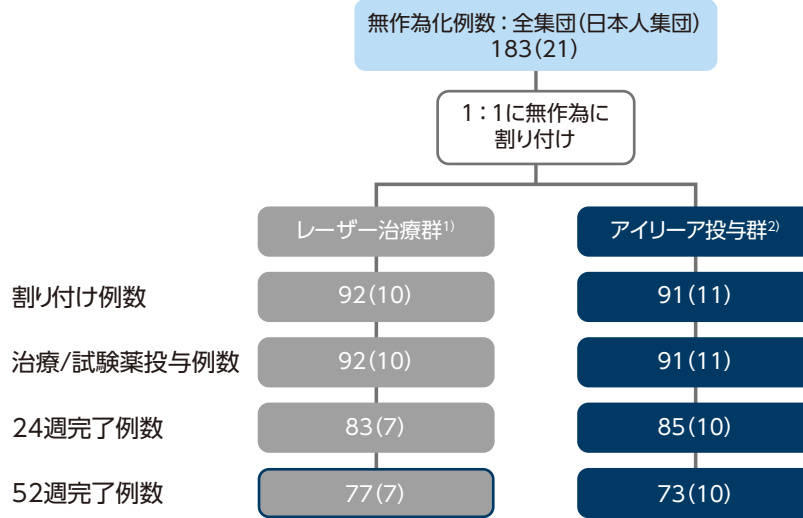 無作為化例数：全集団(日本人集団)
183(21)
1：1に無作為に
割り付け
レーザー治療群1)
アイリーア投与群2)
割り付け例数
92(10)
91(11)
治療/試験薬投与例数
92(10)
91(11)
24週完了例数
83(7)
85(10)
52週完了例数
77(7)
73(10)